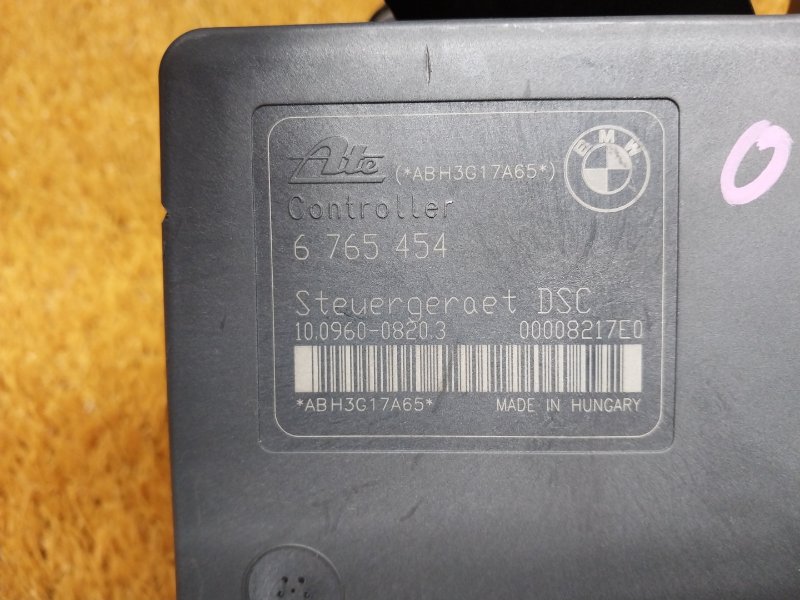 Ate (*ABH3G17A65*) BMW
Controller
6 765 454
Steuergeraet DSC
10.0960-0820.3 00008217E0
*ABH3G17A65* MADE IN HUNGARY
O